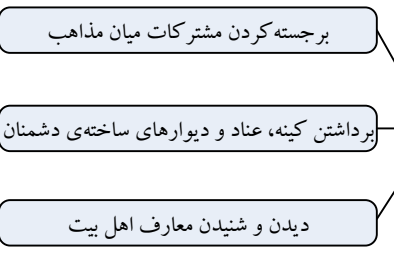 برجسته‌کردن مشترکات میان مذاهب
برداشتن کینه، عناد و دیوارهای ساخته‌ی دشمنان
دیدن و شنیدن معارف اهل بیت